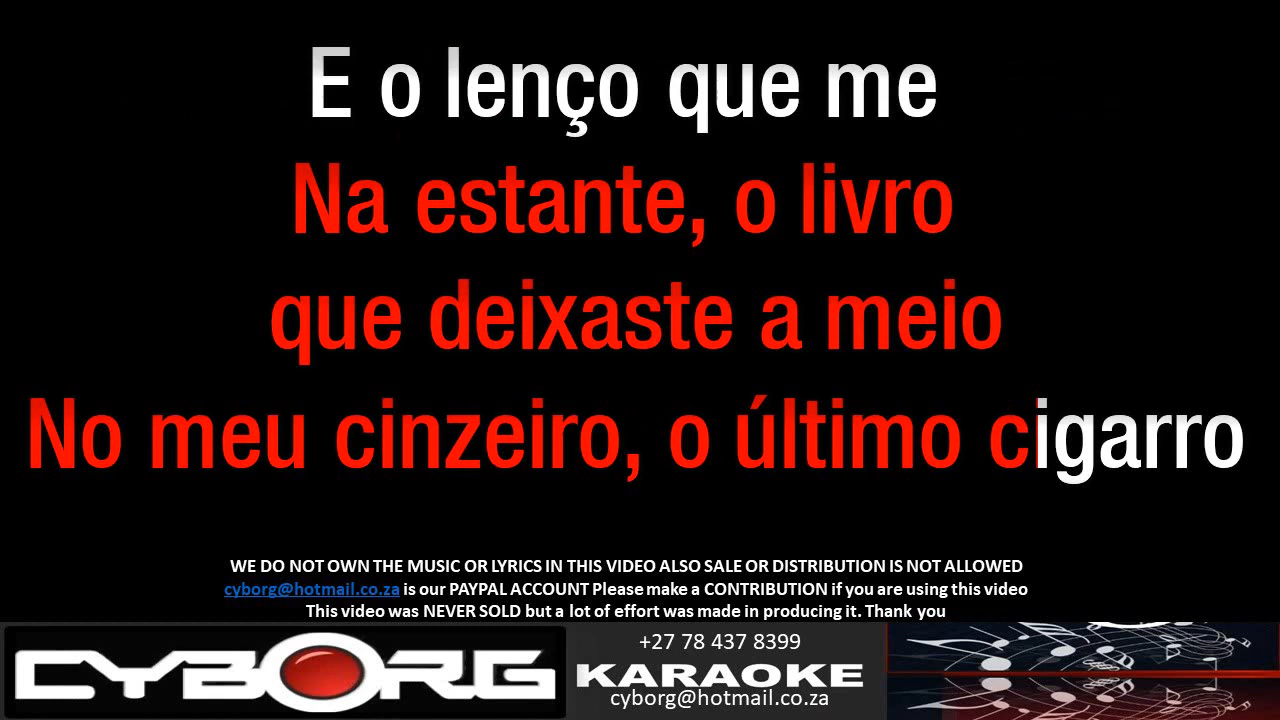 E o lenço que me
Na estante, o livro
que deixaste a meio
No meu cinzeiro, o último cigarro
WE DO NOT OWN THE MUSIC OR LYRICS IN THIS VIDEO ALSO SALE OR DISTRIBUTION IS NOT ALLOWED
cyborg@hotmail.co.za is our PAYPAL ACCOUNT Please make a CONTRIBUTION if you are using this video
This video was NEVER SOLD but a lot of effort was made in producing it. Thank you
CYBORG
+27 78 437 8399
KARAOKE
cyborg@hotmail.co.za